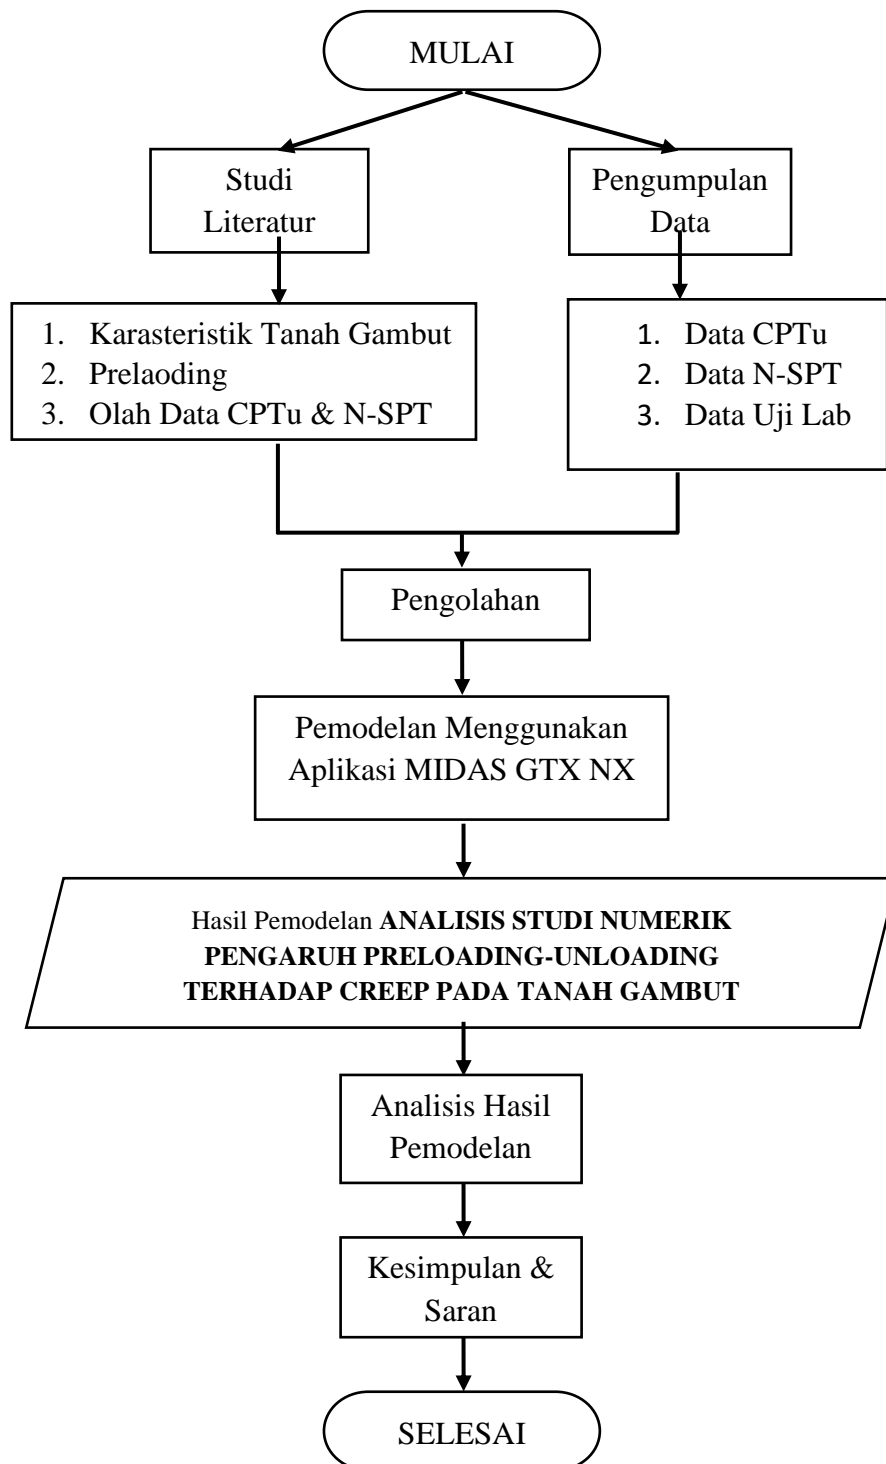 MULAI
Studi
Literatur
Pengumpulan
Data
1. Karasteristik Tanah Gambut
2. Prelaoding
3. Olah Data CPTu & N-SPT
1. Data CPTu
2. Data N-SPT
3. Data Uji Lab
Pengolahan
Pemodelan Menggunakan
Aplikasi MIDAS GTX NX
Hasil Pemodelan ANALISIS STUDI NUMERIK
PENGARUH PRELOADING-UNLOADING
TERHADAP CREEP PADA TANAH GAMBUT
Analisis Hasil
Pemodelan
Kesimpulan &
Saran
SELESAI